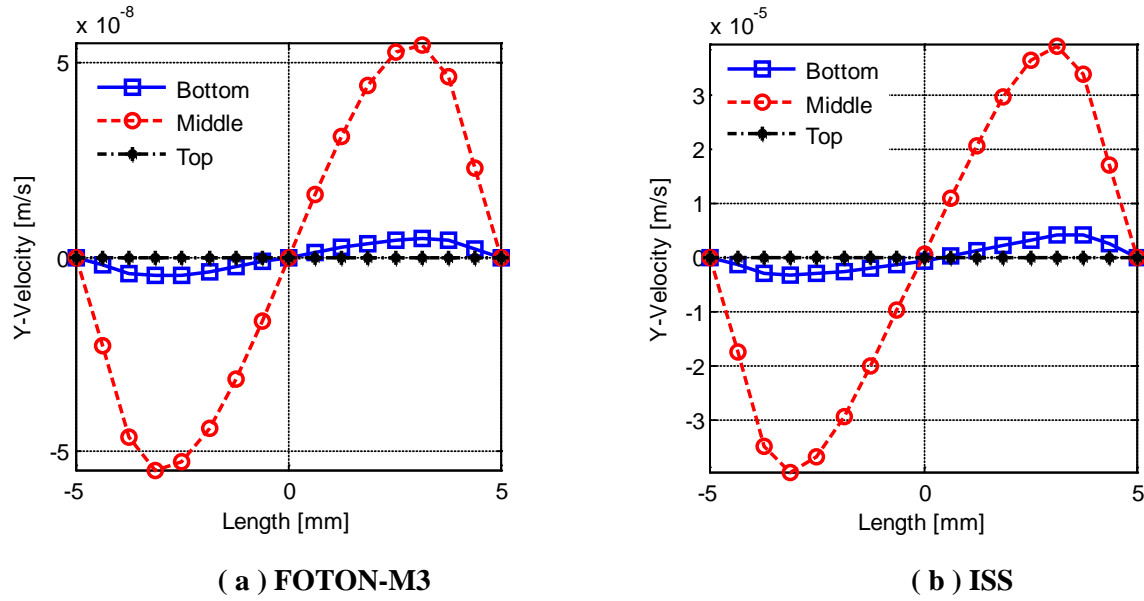 x 10^-8
5
0
-5
Y-Velocity [m/s]
Bottom
Middle
Top
-5
0
5
Length [mm]
( a ) FOTON-M3
x 10^-5
3
2
1
0
-1
-2
-3
Y-Velocity [m/s]
Bottom
Middle
Top
-5
0
5
Length [mm]
( b ) ISS